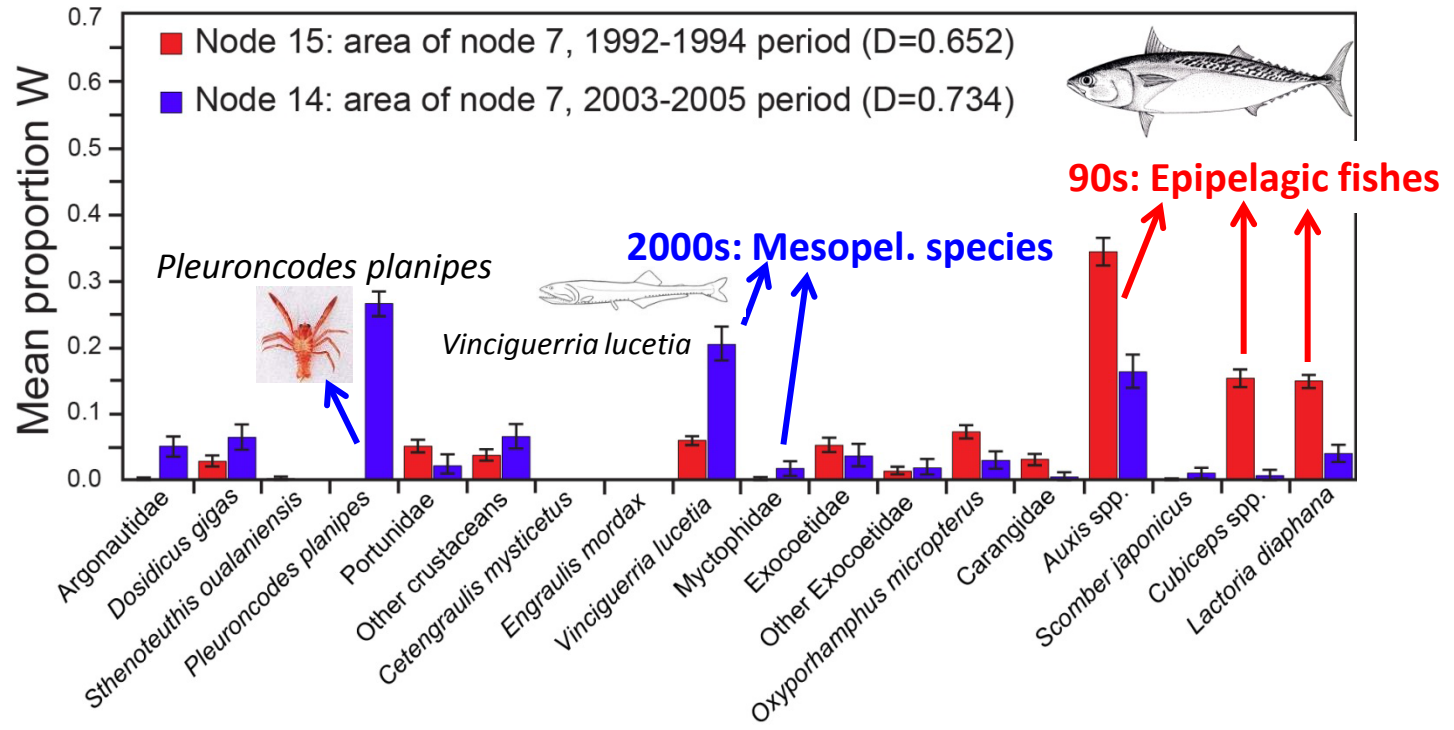 0.7
0.6
0.5
0.4
0.3
0.2
0.1
0.0
Mean proportion W
Node 15: area of node 7, 1992-1994 period (D=0.652)
Node 14: area of node 7, 2003-2005 period (D=0.734)
90s: Epipelagic fishes
2000s: Mesopel. species
Pleuroncodes planipes
Vinciguerria lucetia
Argonautidae
Dosidicus gigas
Sthenoteuthis oualaniensis
Pleuroncodes planipes
Portunidae
Other crustaceans
Cetengraulis mysticetus
Engraulis mordax
Vinciguerria lucetia
Myctophidae
Exocoetidae
Other Exocoetidae
Oxyporhamphus micropterus
Carangidae
Auxis spp.
Scomber japonicus
Cubiceps spp.
Lactoria diaphana